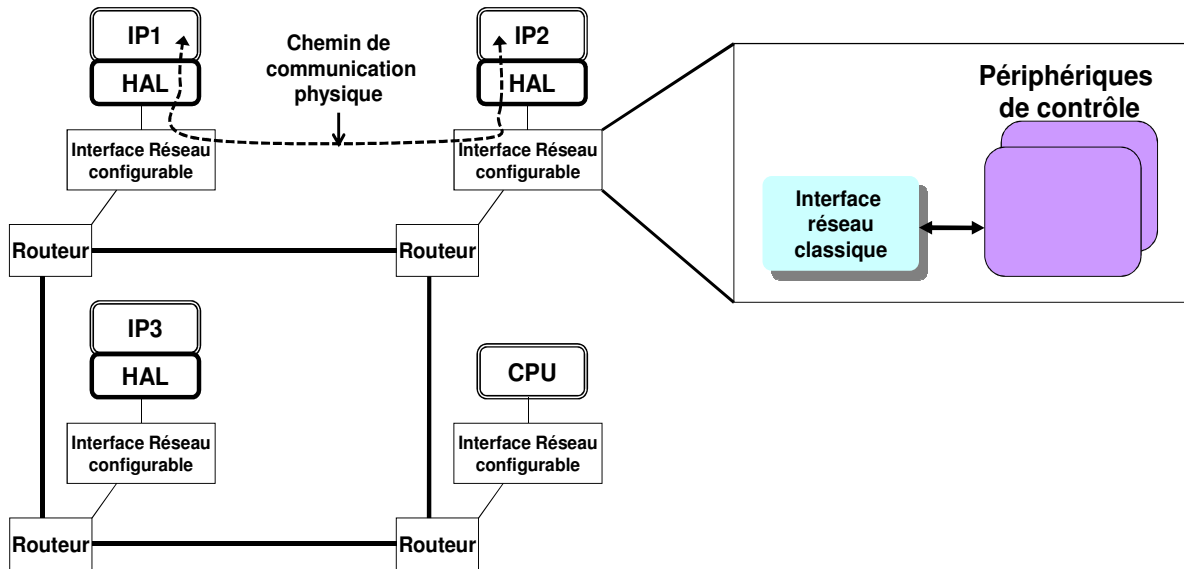 IP1
HAL
Chemin de
communication
physique
IP2
HAL
Interface Réseau
configurable
Interface Réseau
configurable
Routeur
Routeur
Périphériques
de contrôle
Interface
réseau
classique
IP3
HAL
CPU
Interface Réseau
configurable
Interface Réseau
configurable
Routeur
Routeur